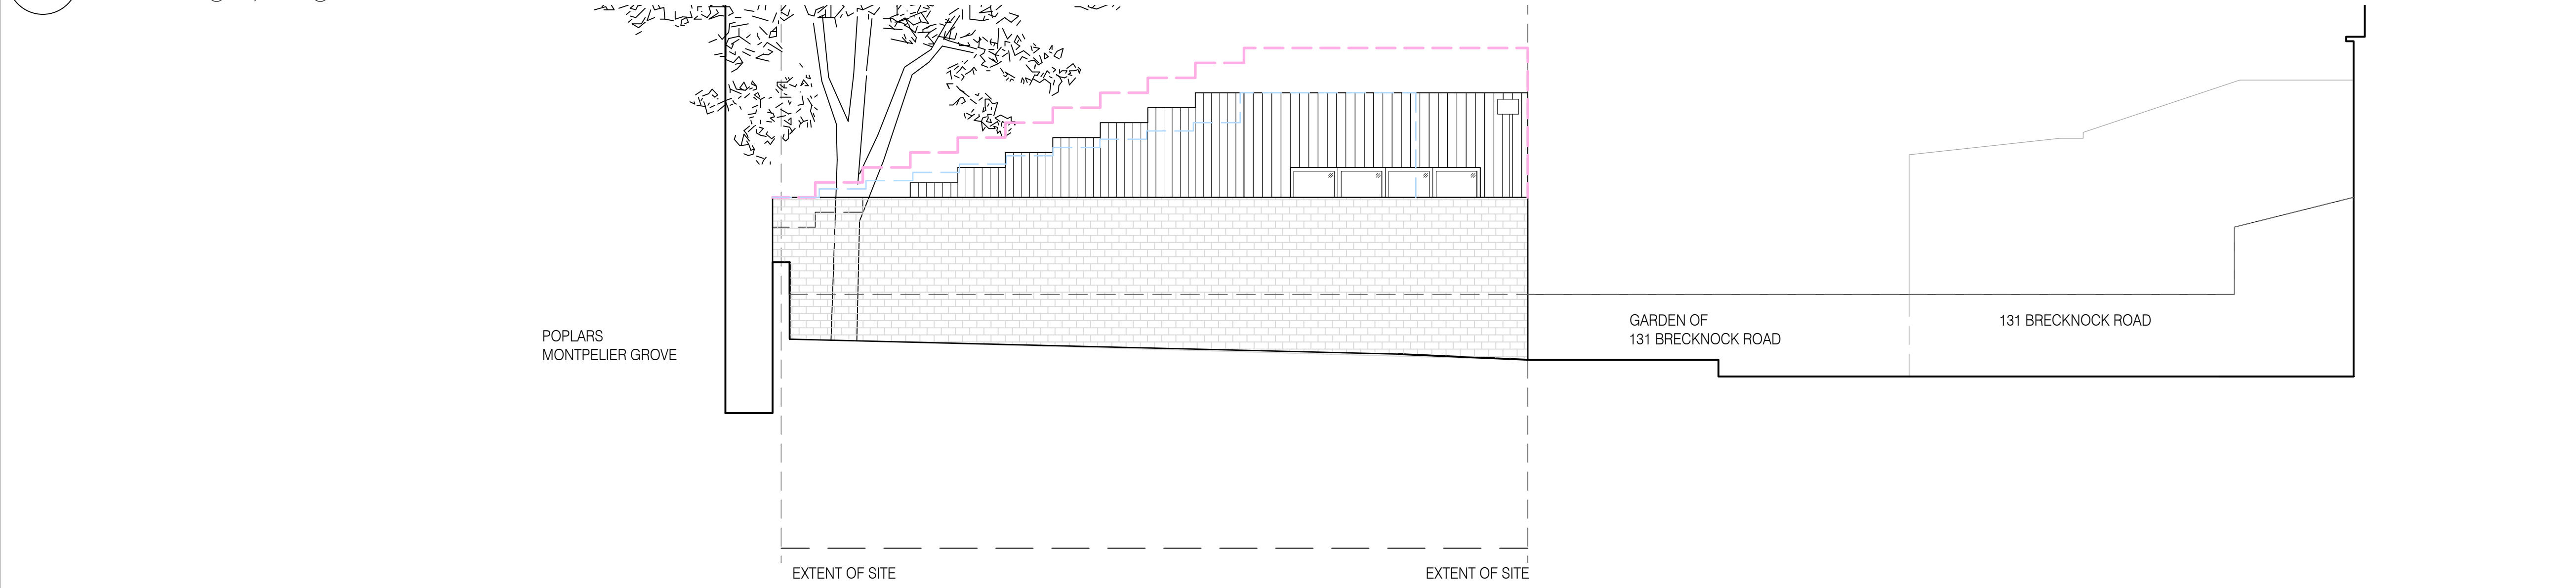 POPLARS
MONTPELIER GROVE
GARDEN OF
131 BRECKNOCK ROAD
131 BRECKNOCK ROAD
EXTENT OF SITE
EXTENT OF SITE